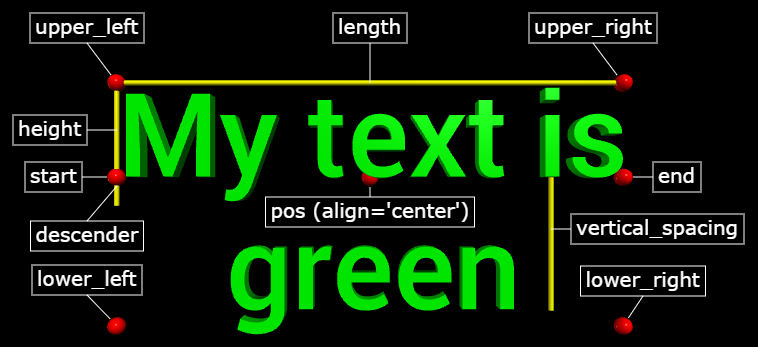 upper_left
length
upper_right
My text is
height
start
end
pos (align='center')
descender
vertical_spacing
green
lower_left
lower_right